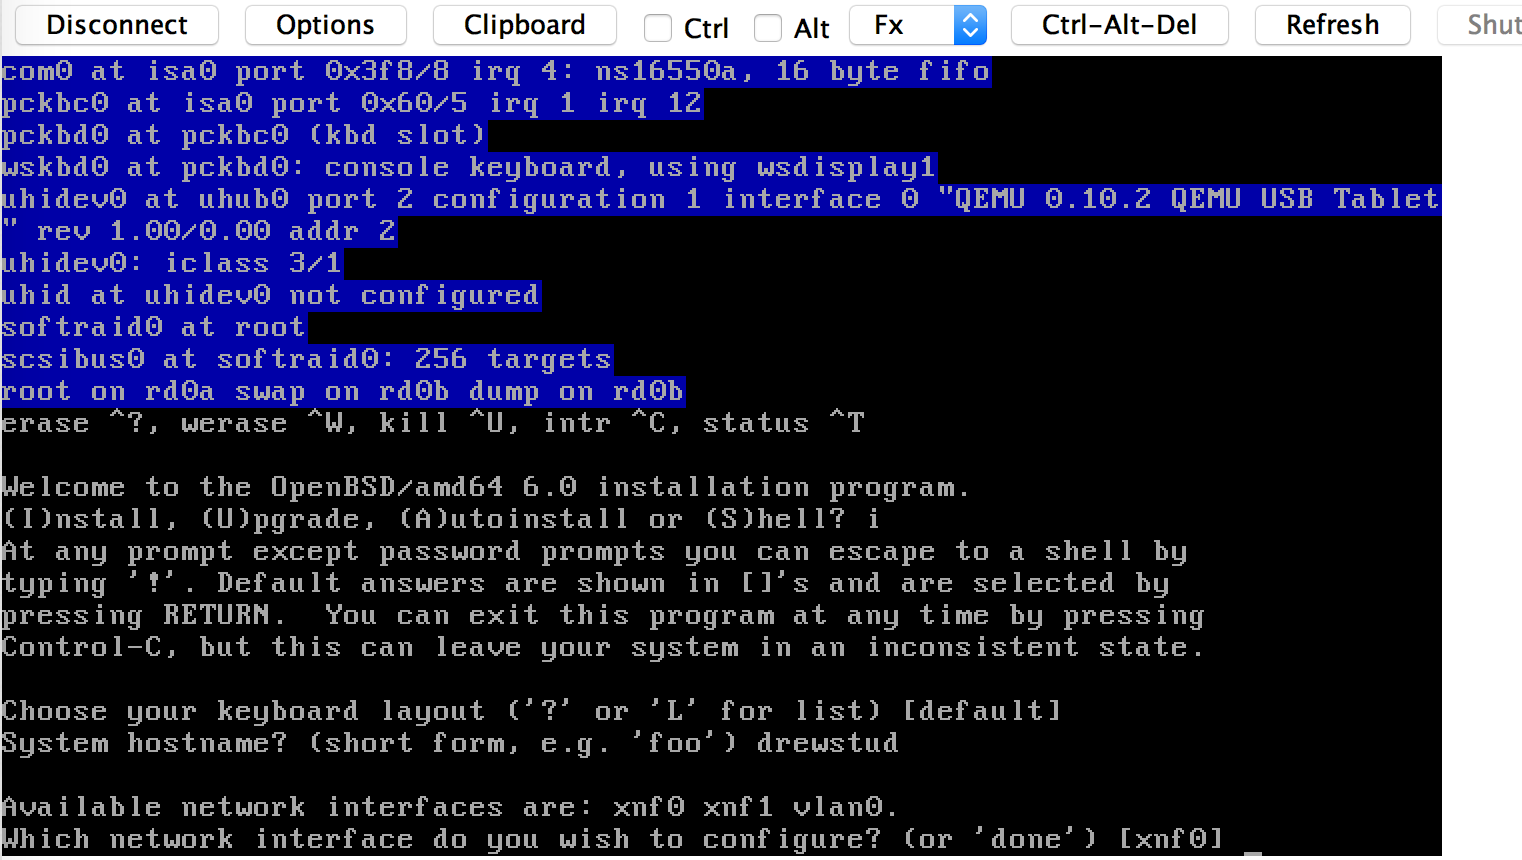 Disconnect Options Clipboard Ctrl Alt Fx Ctrl-Alt-Del Refresh Shut
com0 at isa0 port 0x3f8/8 irq 4: ns16550a, 16 byte fifo
pckbc0 at isa0 port 0x60/5 irq 1 irq 12
pckbd0 at pckbc0 (kbd slot)
wskbd0 at pckbd0: console keyboard, using wsdisplay1
uhidev0 at uhub0 port 2 configuration 1 interface 0 "QEMU 0.10.2 QEMU USB Tablet
" rev 1.00/0.00 addr 2
uhidev0: iclass 3/1
uhid at uhidev0 not configured
softraid0 at root
scsibus0 at softraid0: 256 targets
root on rd0a swap on rd0b dump on rd0b
erase ^?, werase ^W, kill ^U, intr ^C, status ^T
Welcome to the OpenBSD/amd64 6.0 installation program.
(I)nstall, (U)pgrade, (A)utoinstall or (S)hell? i
At any prompt except password prompts you can escape to a shell by
typing '!'. Default answers are shown in []'s and are selected by
pressing RETURN.  You can exit this program at any time by pressing
Control-C, but this can leave your system in an inconsistent state.
Choose your keyboard layout ('?' or 'L' for list) [default]
System hostname? (short form, e.g. 'foo') drewstud
Available network interfaces are: xnf0 xnf1 vlan0.
Which network interface do you wish to configure? (or 'done') [xnf0] _